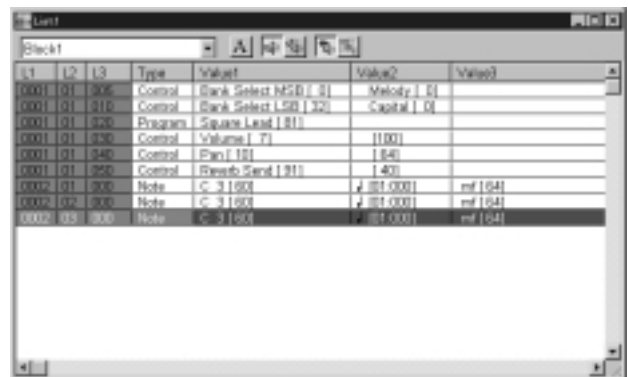 List1
Block1
A
L1 L2 L3 Type Value1 Value2 Value3
0001 01 005 Control Bank Select MSB [ 0] Melody [ 0]
0001 01 010 Control Bank Select LSB [ 32] Capital [ 0]
0001 01 020 Program Square Lead [ 81]
0001 01 030 Control Volume [ 7] [100]
0001 01 040 Control Pan [ 10] [ 64]
0001 01 050 Control Reverb Send [ 91] [ 40]
0002 01 000 Note C 3 [60] ♩ [01:000] mf [64]
0002 02 000 Note C 3 [60] ♩ [01:000] mf [64]
0002 03 000 Note C 3 [60] ♩ [01:000] mf [64]